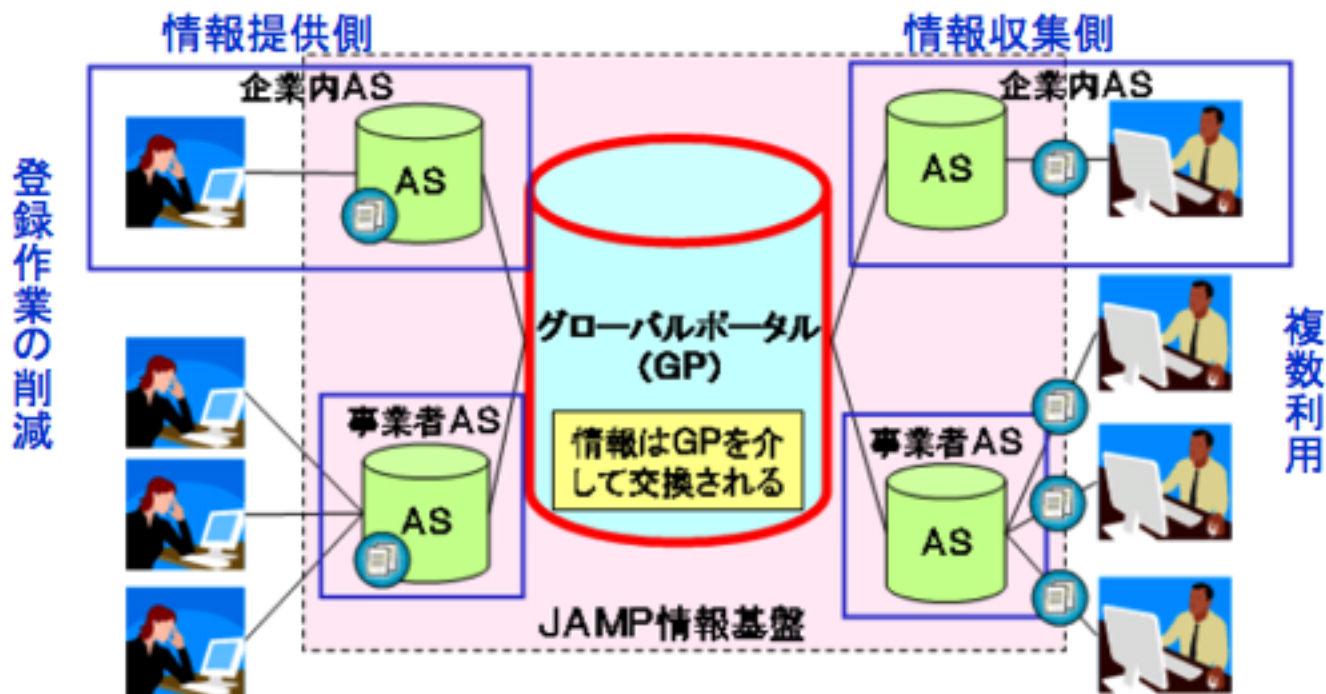 情報提供側
情報収集側
企業内AS
企業内AS
AS
AS
登録作業の削減
グローバルポータル
(GP)
複数利用
事業者AS
事業者AS
情報はGPを介
して交換される
AS
AS
JAMP情報基盤